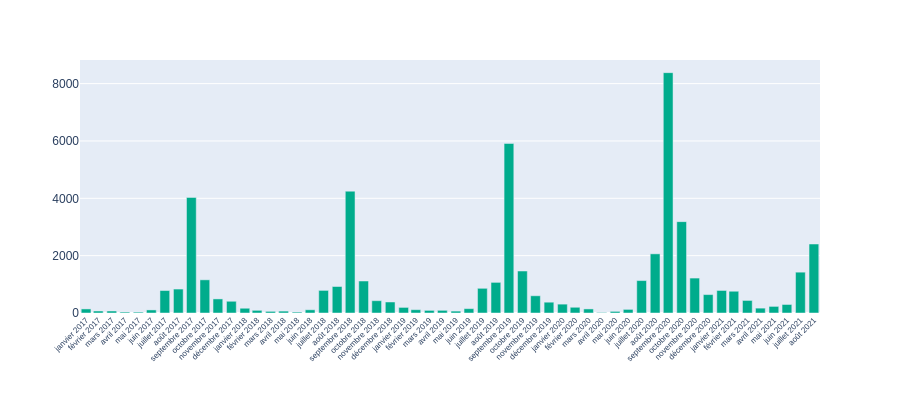 8000
6000
4000
2000
0
janvier 2017
février 2017
mars 2017
avril 2017
mai 2017
juin 2017
juillet 2017
août 2017
septembre 2017
octobre 2017
novembre 2017
décembre 2017
janvier 2018
février 2018
mars 2018
avril 2018
mai 2018
juin 2018
juillet 2018
août 2018
septembre 2018
octobre 2018
novembre 2018
décembre 2018
janvier 2019
février 2019
mars 2019
avril 2019
mai 2019
juin 2019
juillet 2019
août 2019
septembre 2019
octobre 2019
novembre 2019
décembre 2019
janvier 2020
février 2020
mars 2020
avril 2020
mai 2020
juin 2020
juillet 2020
août 2020
septembre 2020
octobre 2020
novembre 2020
décembre 2020
janvier 2021
février 2021
mars 2021
avril 2021
mai 2021
juin 2021
juillet 2021
août 2021